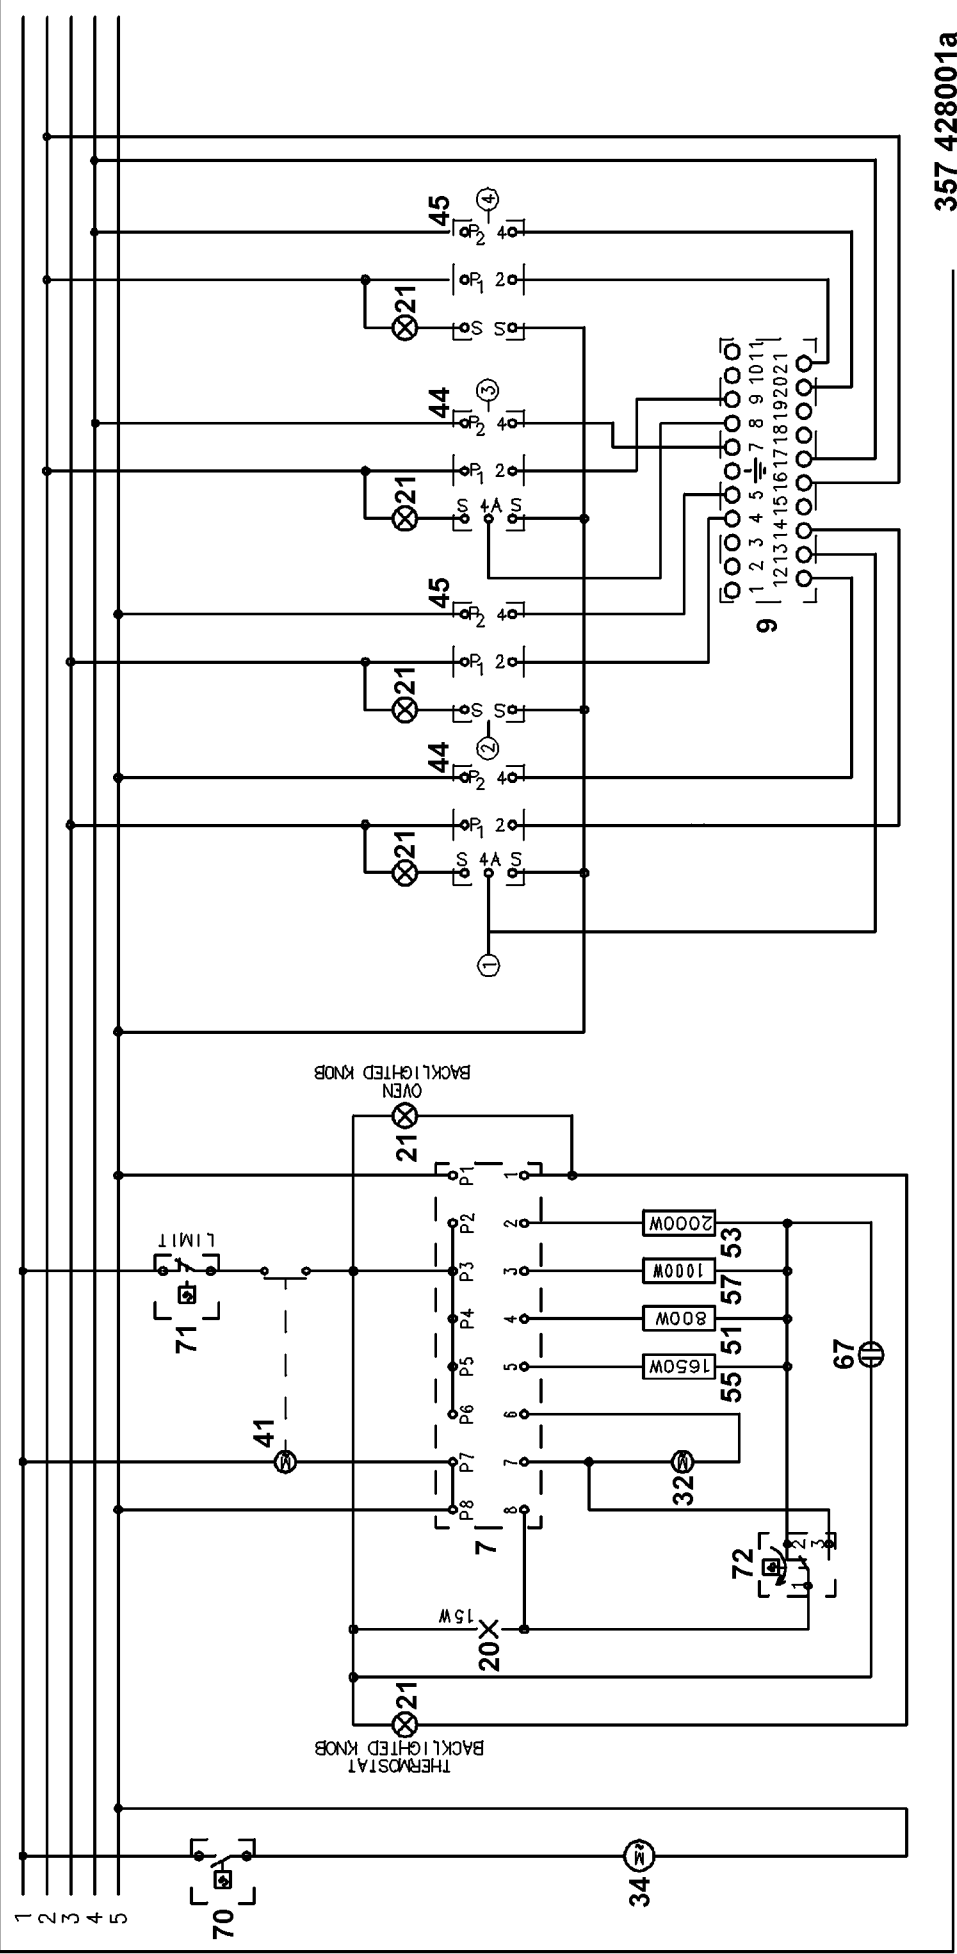 1
2
3
4
5
70
34
THERMOSTAT
BACKLIGHTED KNOB
21
20
15W
41
71
LIMIT
7
P8 P7 P6 P5 P4 P3 P2 P1
8 7 6 5 4 3 2 1
OVEN
BACKLIGHTED KNOB
21
32
M
M
M
72
1 2 3
1650W
55
800W
51
1000W
57
2000W
53
67
1
21
S 4A S
P1 2
44
P2 4
2
21
S S
P1 2
45
P2 4
21
S 4A S
P1 2
44
P2 4
3
21
S S
P1 2
45
P2 4
4
9
1 2 3 4 5 7 8 9 10 11
12 13 14 15 16 17 18 19 20 21
357 428001a